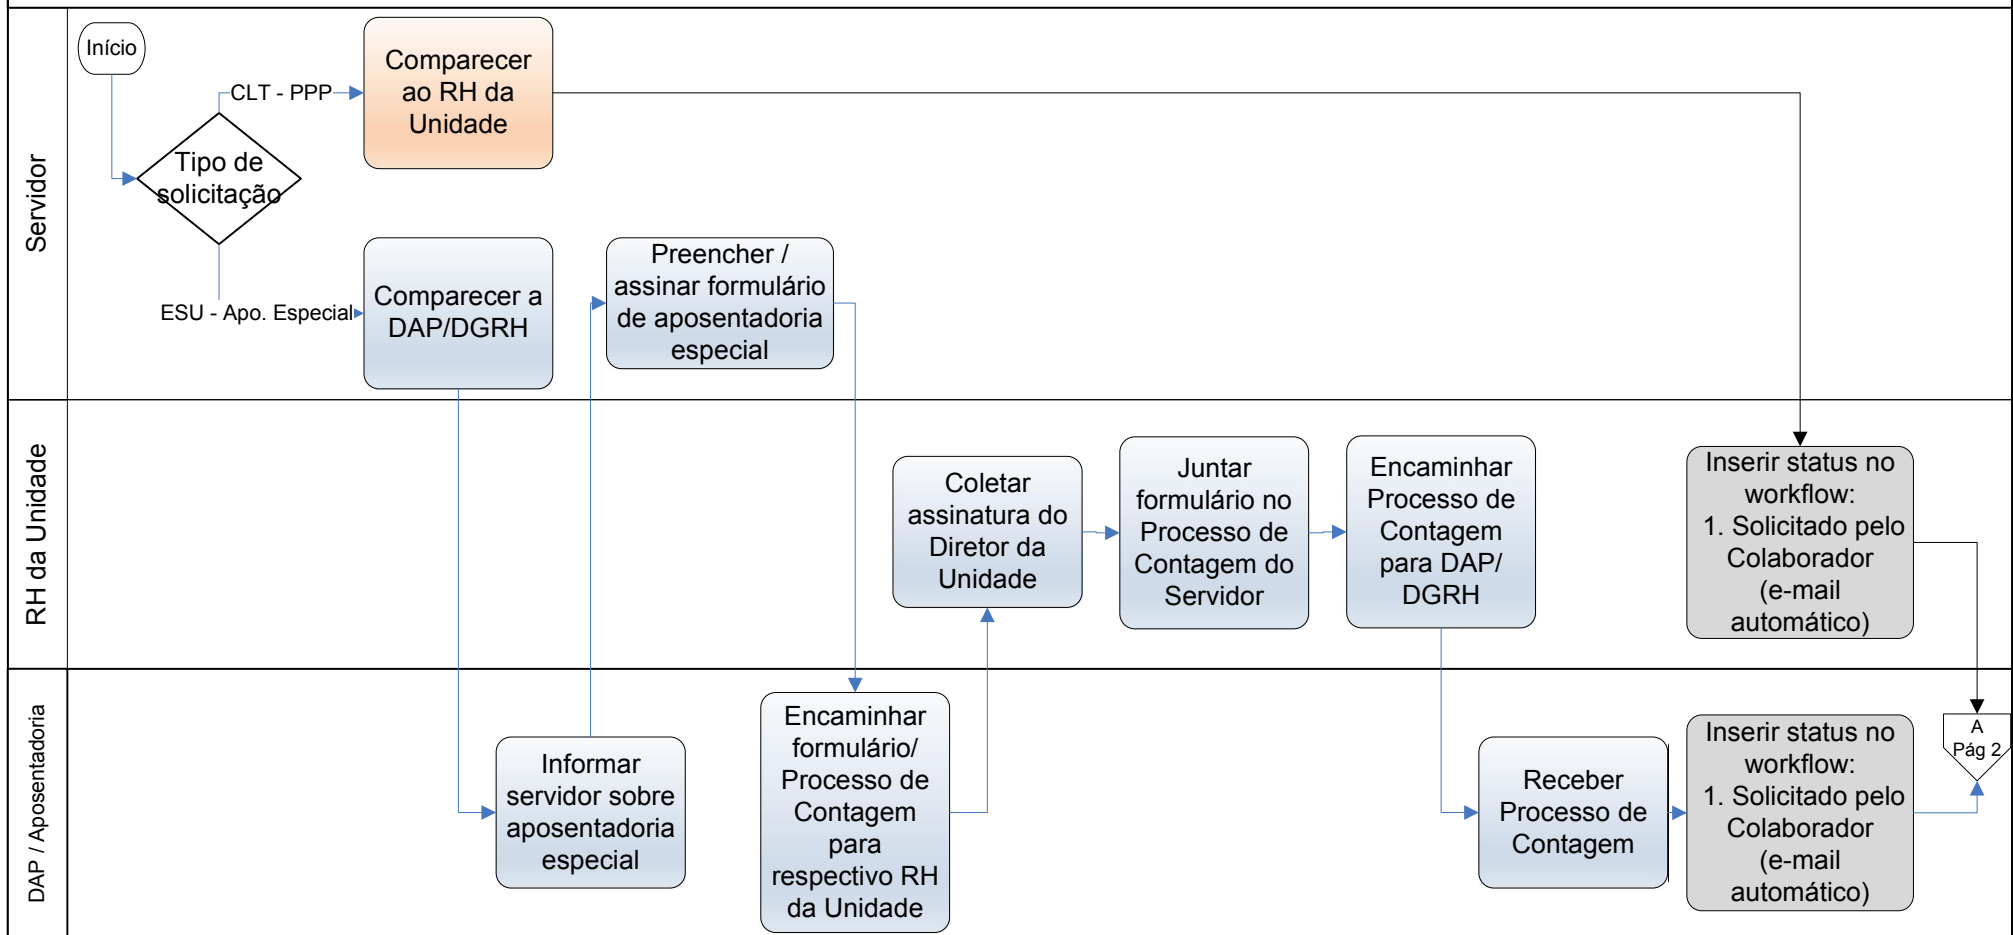 Servidor
Início
CLT - PPP
Comparecer
ao RH da
Unidade
Tipo de
solicitação
ESU - Apo. Especial
Comparecer a
DAP/DGRH
Preencher /
assinar formulário
de aposentadoria
especial
RH da Unidade
Coletar
assinatura do
Diretor da
Unidade
Juntar
formulário no
Processo de
Contagem do
Servidor
Encaminhar
Processo de
Contagem
para DAP/
DGRH
Inserir status no
workflow:
1. Solicitado pelo
Colaborador
(e-mail
automático)
DAP / Aposentadoria
Informar
servidor sobre
aposentadoria
especial
Encaminhar
formulário/
Processo de
Contagem
para
respectivo RH
da Unidade
Receber
Processo de
Contagem
Inserir status no
workflow:
1. Solicitado pelo
Colaborador
(e-mail
automático)
A
Pág 2